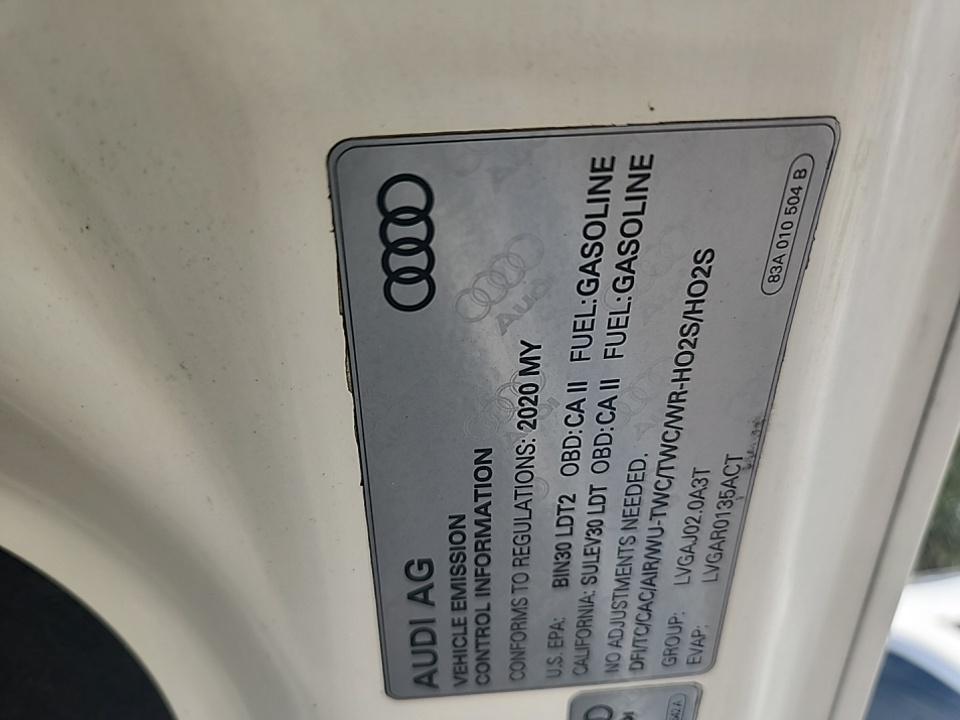 AUDI AG
VEHICLE EMISSION
CONTROL INFORMATION
CONFORMS TO REGULATIONS: 2020 MY
U.S. EPA: BIN30 LDT2 OBD:CA II FUEL:GASOLINE
CALIFORNIA: SULEV30 LDT OBD:CA II FUEL:GASOLINE
NO ADJUSTMENTS NEEDED.
DFI/TC/CAC/AIR/WU-TWC/TWC/WR-HO2S/HO2S
GROUP: LVGAJ02.0A3T
EVAP: LVGAR0135ACT
83A 010 504 B
Audi